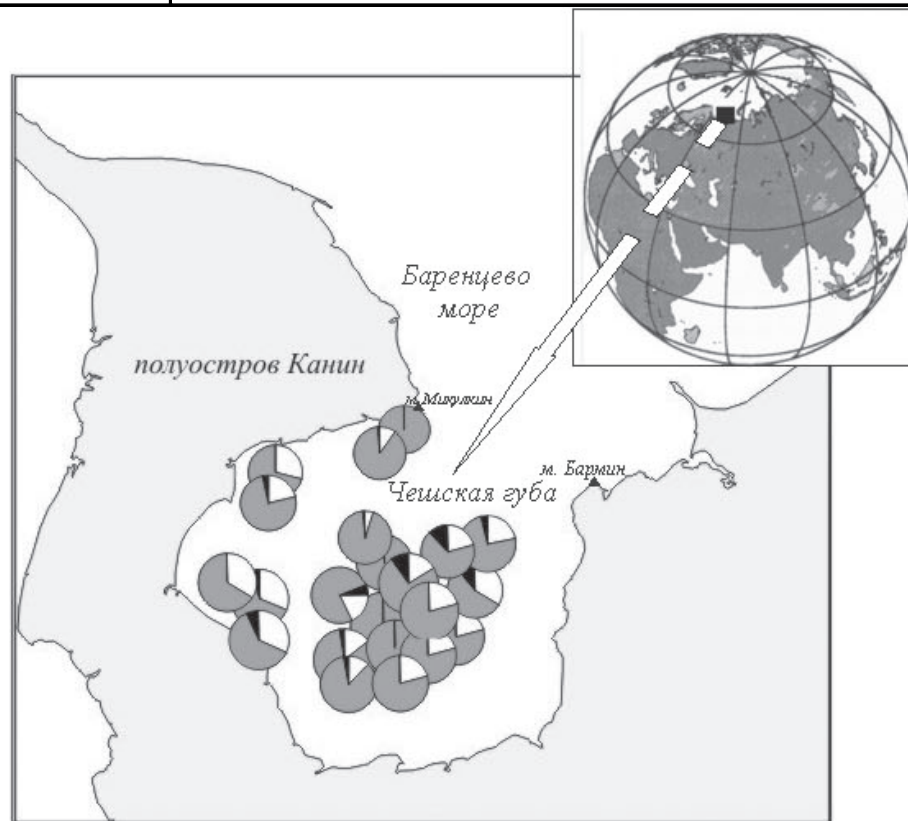 Баренцево
море
полуостров Канин
м. Микулкин
м. Бармин
Чешская губа